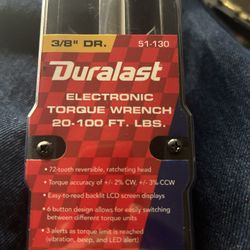 3/8" DR. 51-130
Duralast
ELECTRONIC
TORQUE WRENCH
20-100 FT. LBS.
• 72-tooth reversible, ratcheting head
• Torque accuracy of +/- 2% CW, +/- 3% CCW
• Easy-to-read backlit LCD screen displays
• 6 button design allows for easily switching
between different torque units
• 3 alerts as torque limit is reached
(vibration, beep, and LED alert)